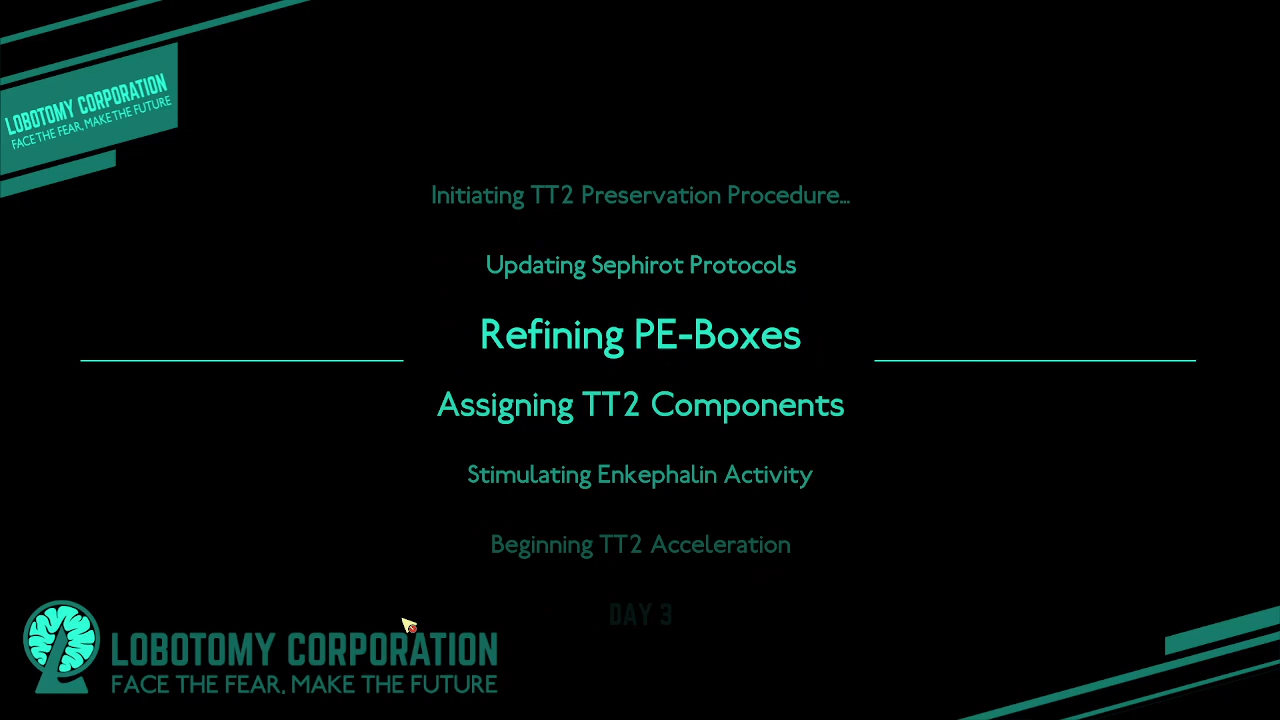 LOBOTOMY CORPORATION
FACE THE FEAR, MAKE THE FUTURE
Initiating TT2 Preservation Procedure...
Updating Sephirot Protocols
Refining PE-Boxes
Assigning TT2 Components
Stimulating Enkephalin Activity
Beginning TT2 Acceleration
DAY 3
LOBOTOMY CORPORATION
FACE THE FEAR, MAKE THE FUTURE